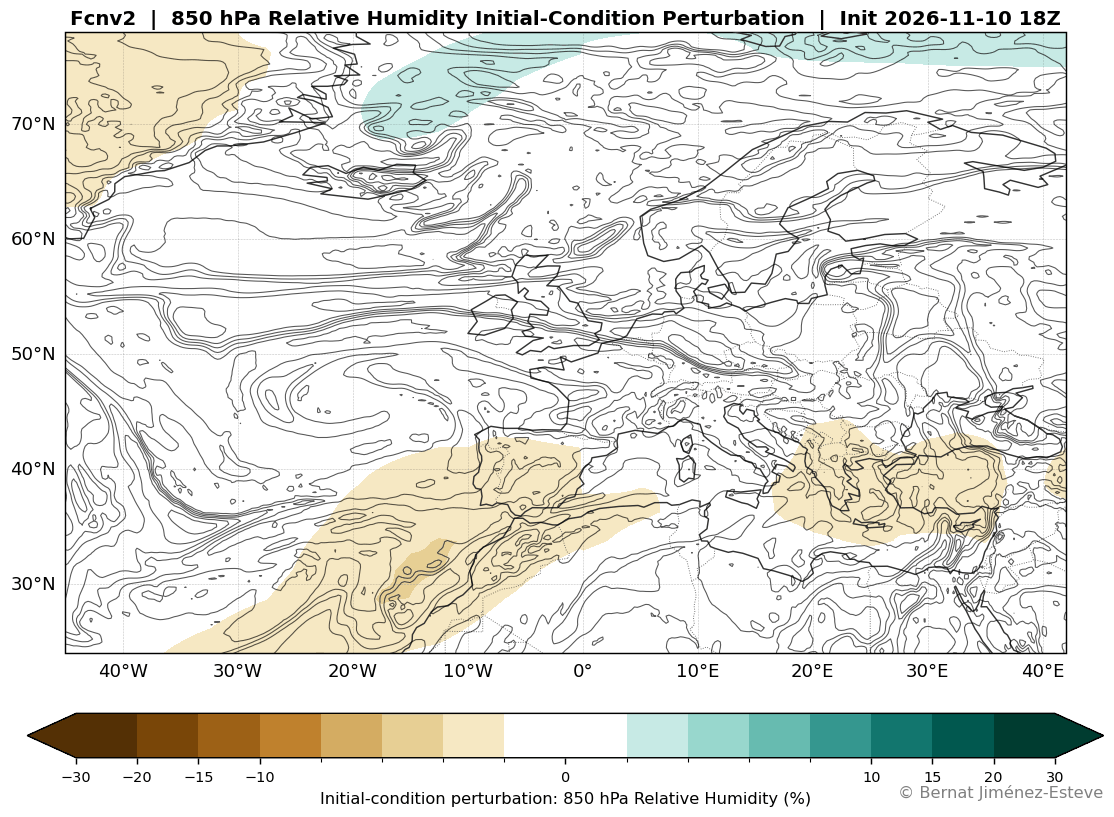 Fcnv2 | 850 hPa Relative Humidity Initial-Condition Perturbation | Init 2026-11-10 18Z
70°N
60°N
50°N
40°N
30°N
40°W 30°W 20°W 10°W 0° 10°E 20°E 30°E 40°E
−30 −20 −15 −10 0 10 15 20 30
Initial-condition perturbation: 850 hPa Relative Humidity (%)
© Bernat Jiménez-Esteve